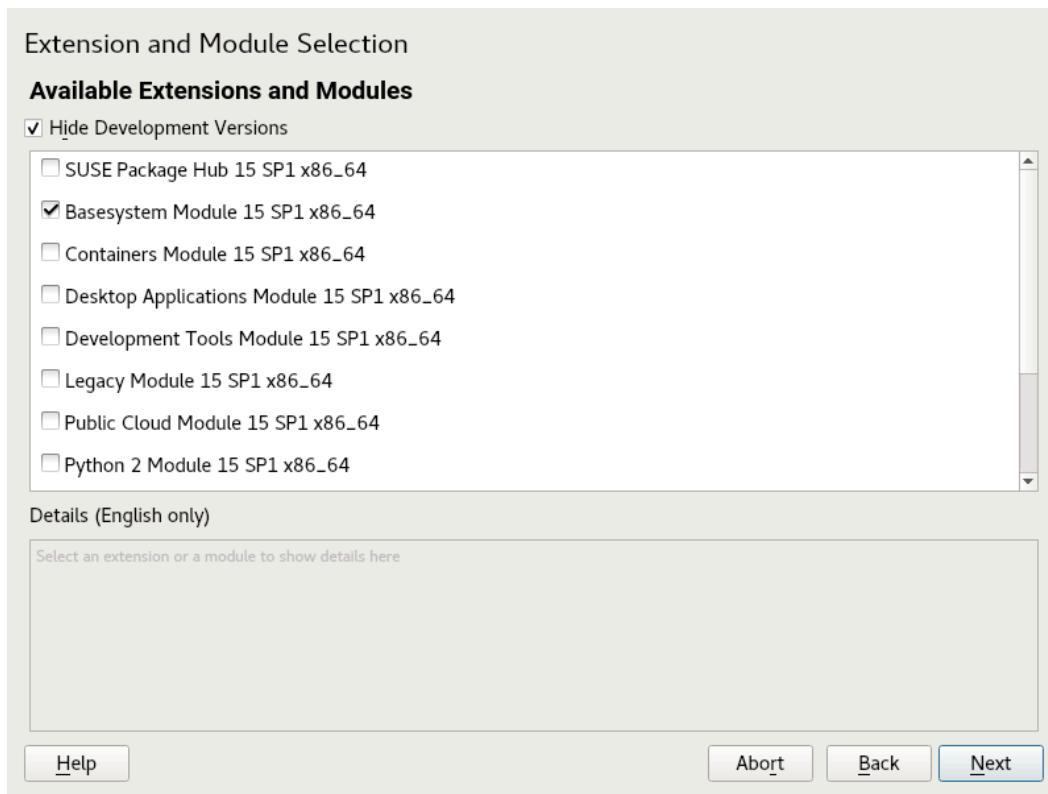 Extension and Module Selection
Available Extensions and Modules
Hide Development Versions
SUSE Package Hub 15 SP1 x86_64
Basesystem Module 15 SP1 x86_64
Containers Module 15 SP1 x86_64
Desktop Applications Module 15 SP1 x86_64
Development Tools Module 15 SP1 x86_64
Legacy Module 15 SP1 x86_64
Public Cloud Module 15 SP1 x86_64
Python 2 Module 15 SP1 x86_64
Details (English only)
Select an extension or a module to show details here
Help Abort Back Next